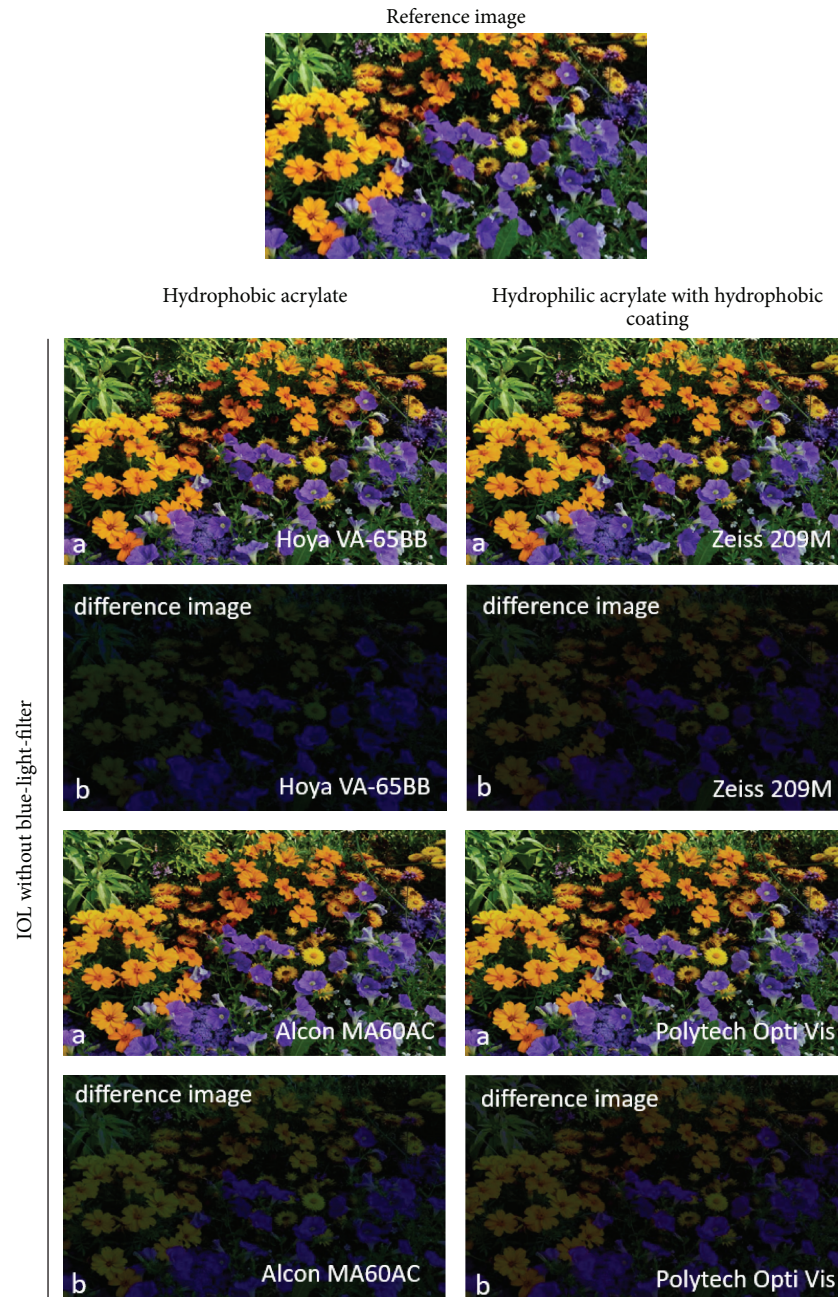 Reference image
Hydrophobic acrylate
Hydrophilic acrylate with hydrophobic
coating
IOL without blue-light-filter
a
Hoya VA-65BB
a
Zeiss 209M
difference image
b
Hoya VA-65BB
difference image
b
Zeiss 209M
a
Alcon MA60AC
a
Polytech Opti Vis
difference image
b
Alcon MA60AC
difference image
b
Polytech Opti Vis